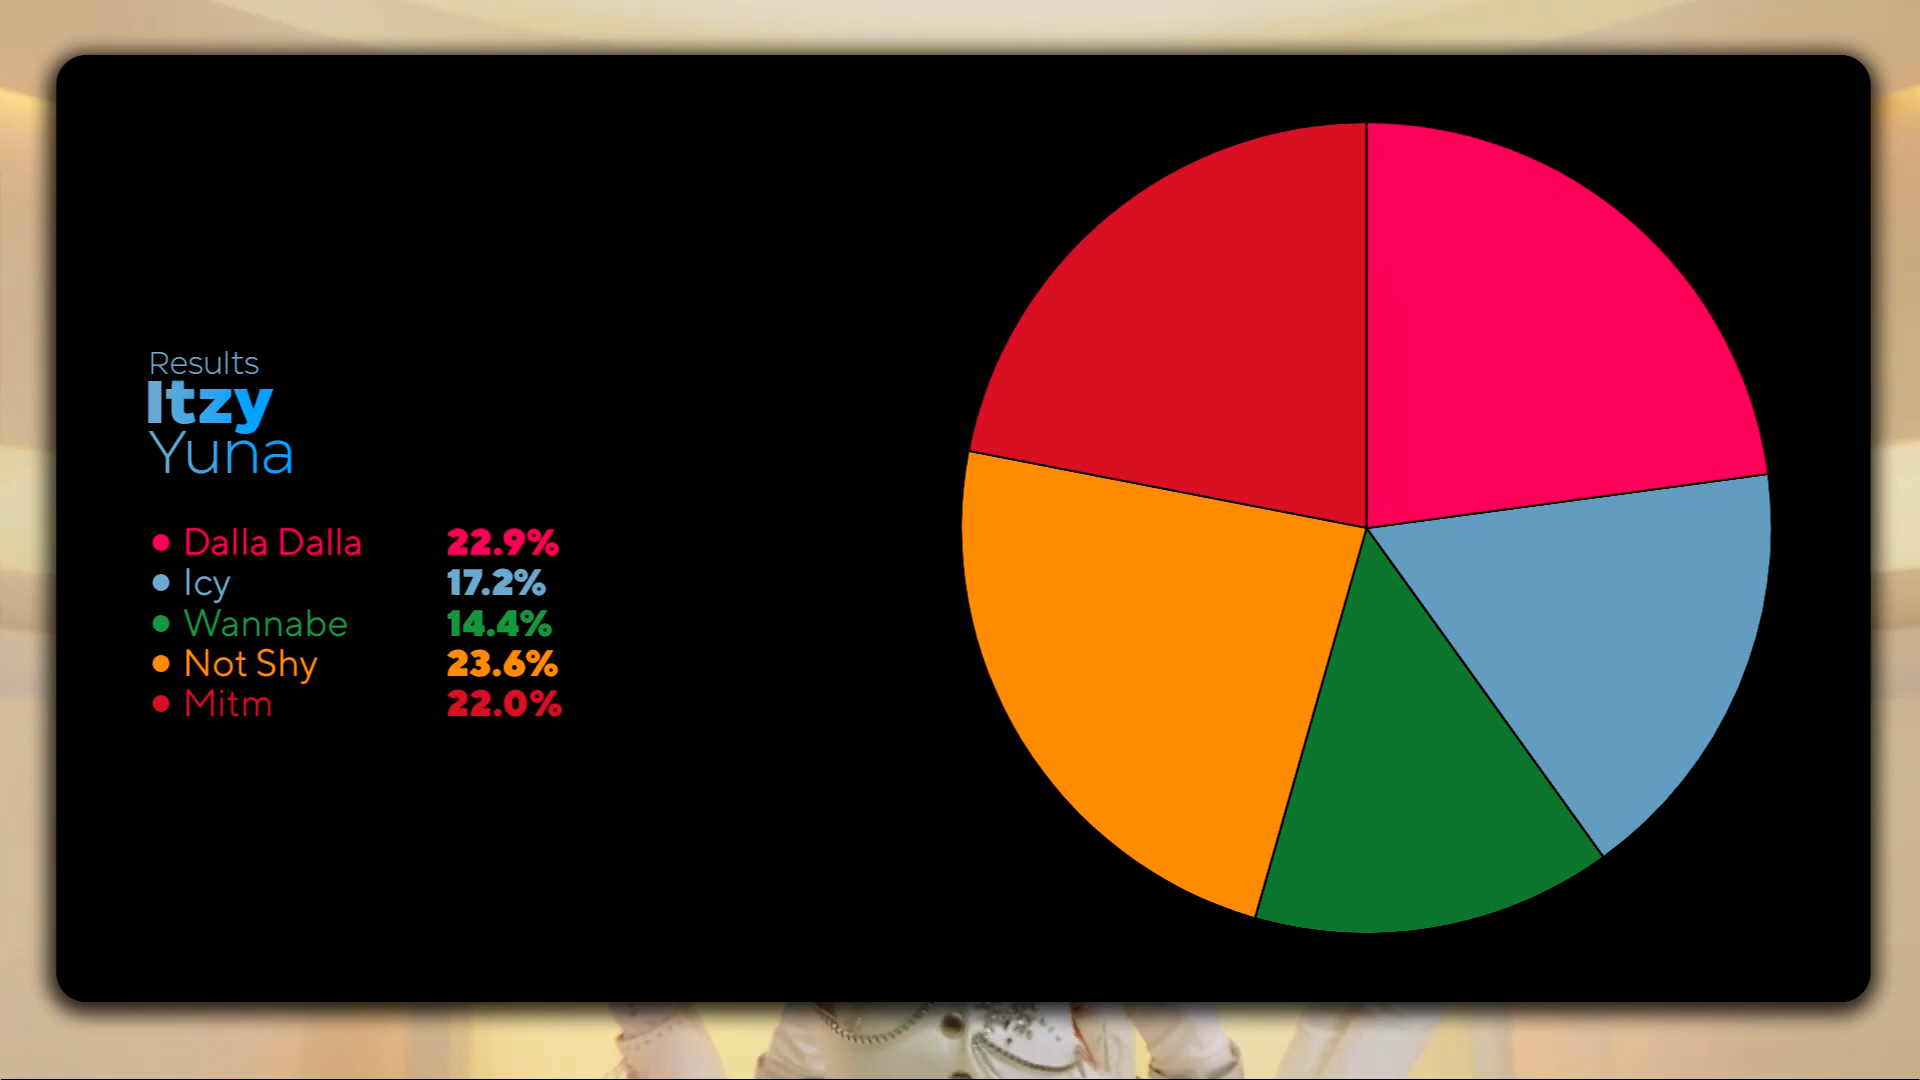 Results
Itzy
Yuna
Dalla Dalla 22.9%
Icy 17.2%
Wannabe 14.4%
Not Shy 23.6%
Mitm 22.0%